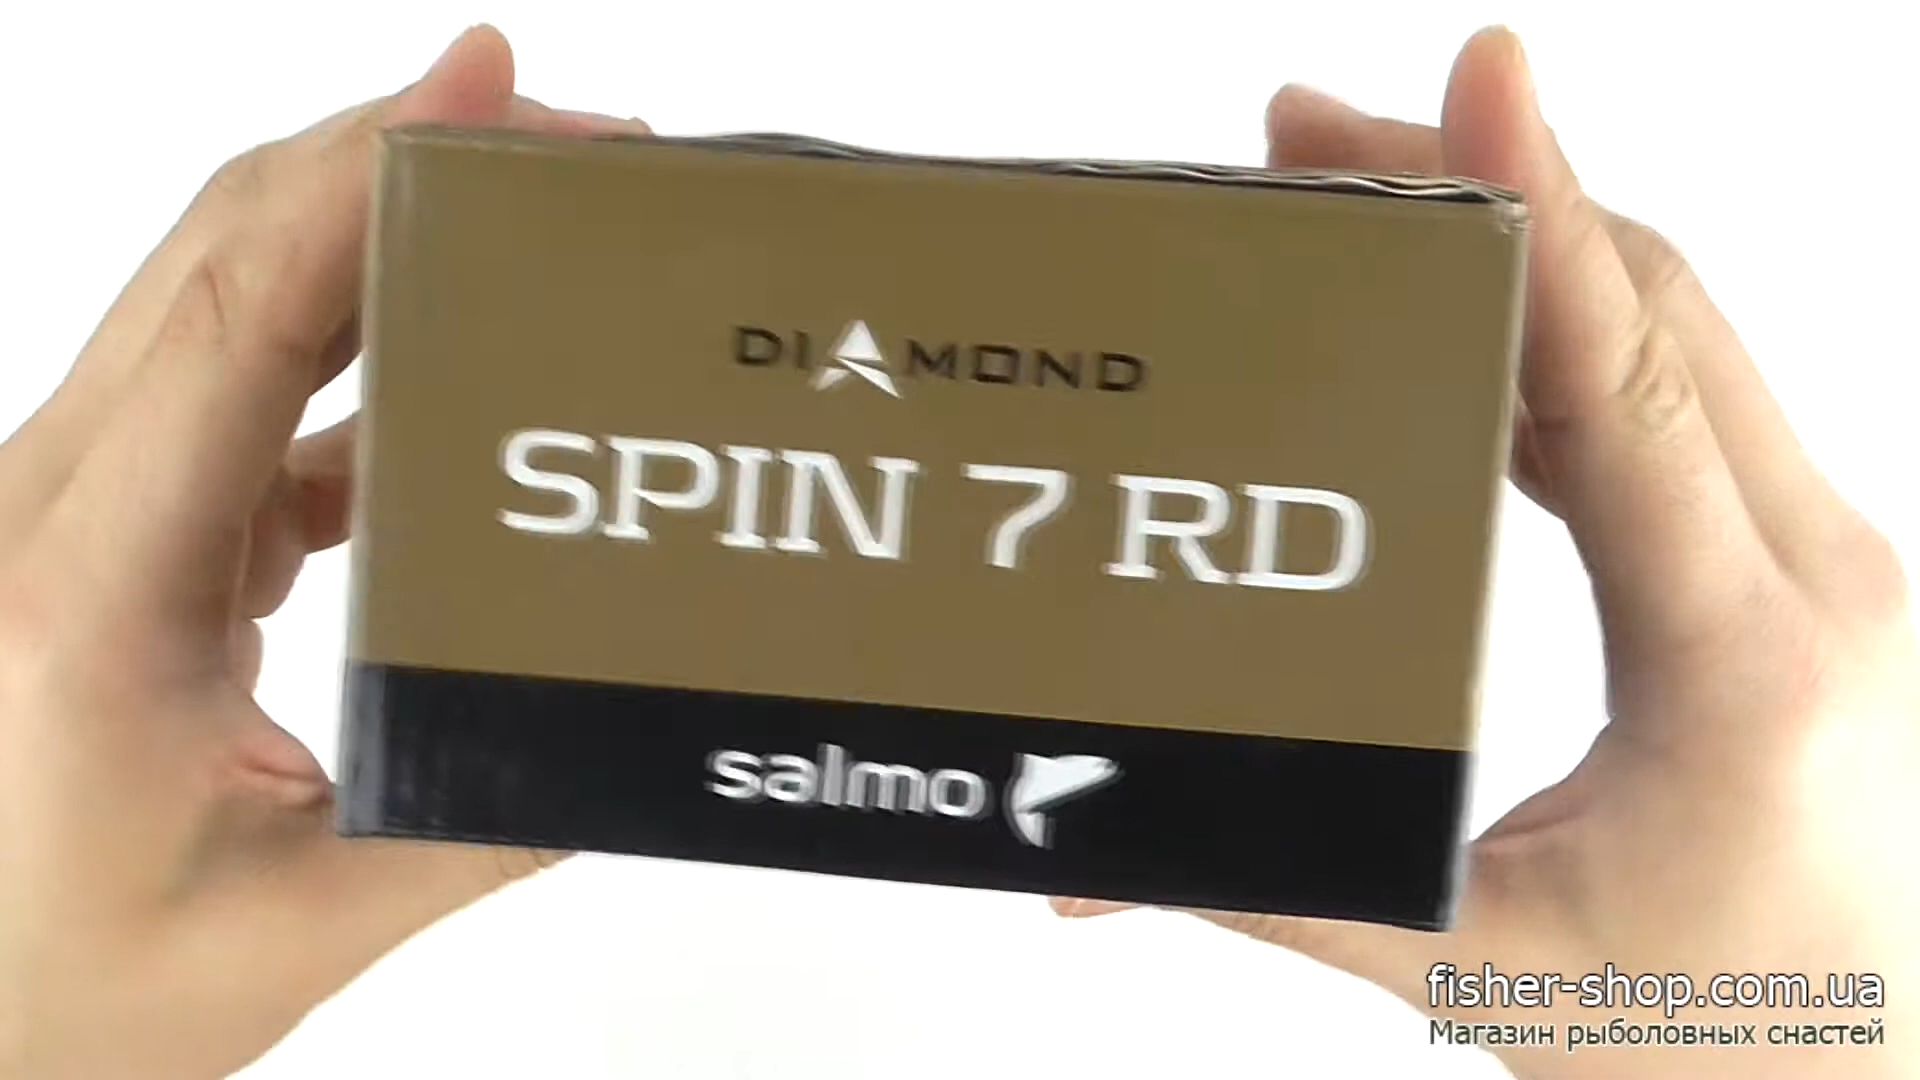 DIAMOND
SPIN 7 RD
salmo
fisher-shop.com.ua
Магазин рыболовных снастей